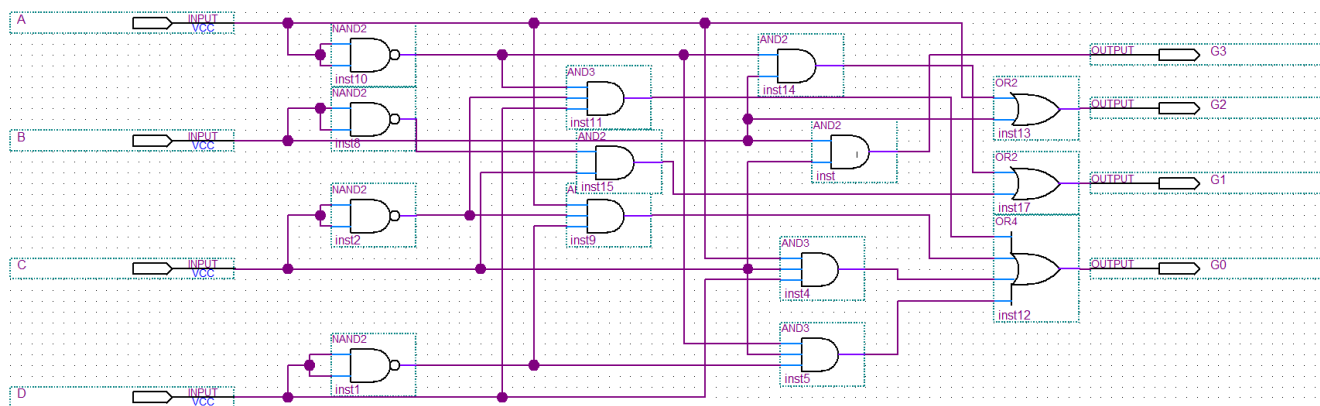 A
INPUT
VCC
NAND2
inst10
AND2
inst14
OUTPUT
G3
AND3
inst11
OR2
inst13
OUTPUT
G2
NAND2
inst8
B
INPUT
VCC
AND2
inst
AND2
inst15
OR2
inst17
OUTPUT
G1
NAND2
inst2
inst9
OR4
inst12
OUTPUT
G0
C
INPUT
VCC
AND3
inst4
NAND2
inst1
AND3
inst5
D
INPUT
VCC